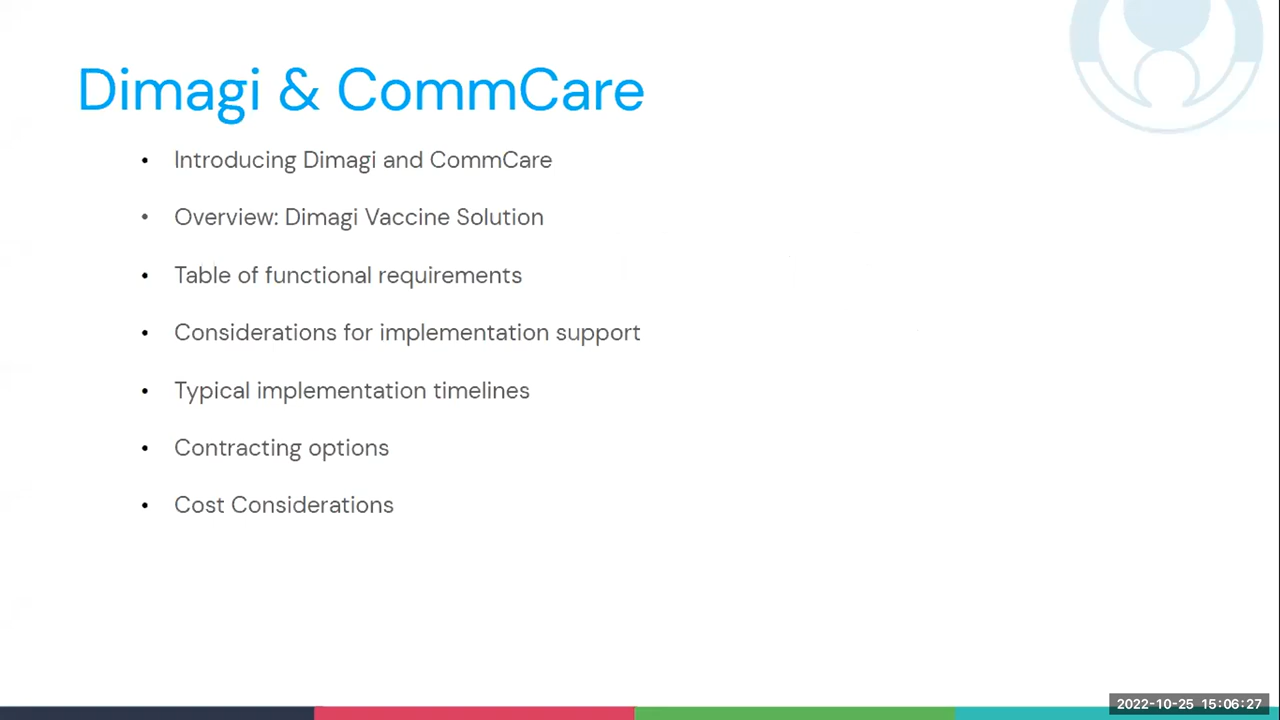 Dimagi & CommCare
• Introducing Dimagi and CommCare
• Overview: Dimagi Vaccine Solution
• Table of functional requirements
• Considerations for implementation support
• Typical implementation timelines
• Contracting options
• Cost Considerations
2022-10-25 15:06:27